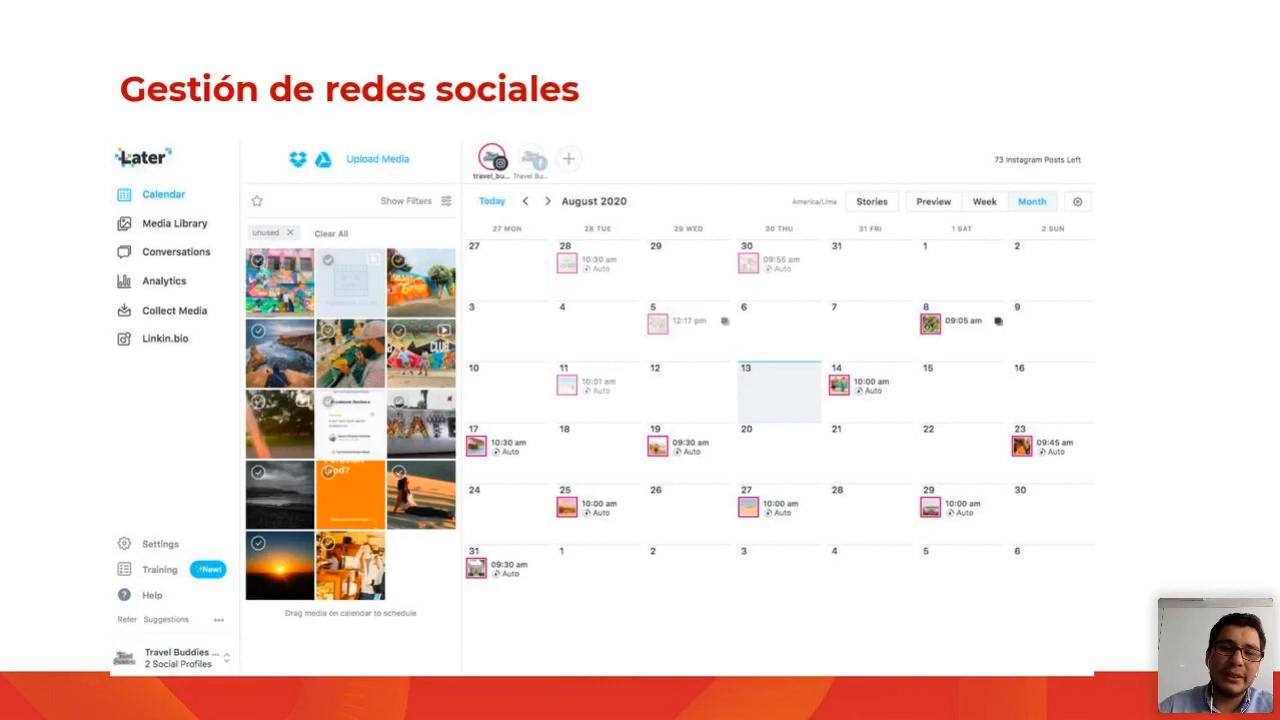 Gestión de redes sociales
Later
Calendar
Media Library
Conversations
Analytics
Collect Media
Linkin.bio
Settings
Training New!
Help
Refer Suggestions •••
Travel Buddies ...
2 Social Profiles
Upload Media
Show Filters
unused × Clear All
Drag media on calendar to schedule
travel_bu... Travel Bu...
73 Instagram Posts Left
Today < > August 2020
America/Lima Stories Preview Week Month
27 MON 28 TUE 29 WED 30 THU 31 FRI 1 SAT 2 SUN
27 28 29 30 31 1 2
10:30 am 09:55 am
Auto Auto
3 4 5 6 7 8 9
12:17 pm 09:05 am
10 11 12 13 14 15 16
10:01 am 10:00 am
Auto Auto
17 18 19 20 21 22 23
10:30 am 09:30 am 09:45 am
Auto Auto Auto
24 25 26 27 28 29 30
10:00 am 10:00 am 10:00 am
Auto Auto Auto
31 1 2 3 4 5 6
09:30 am
Auto